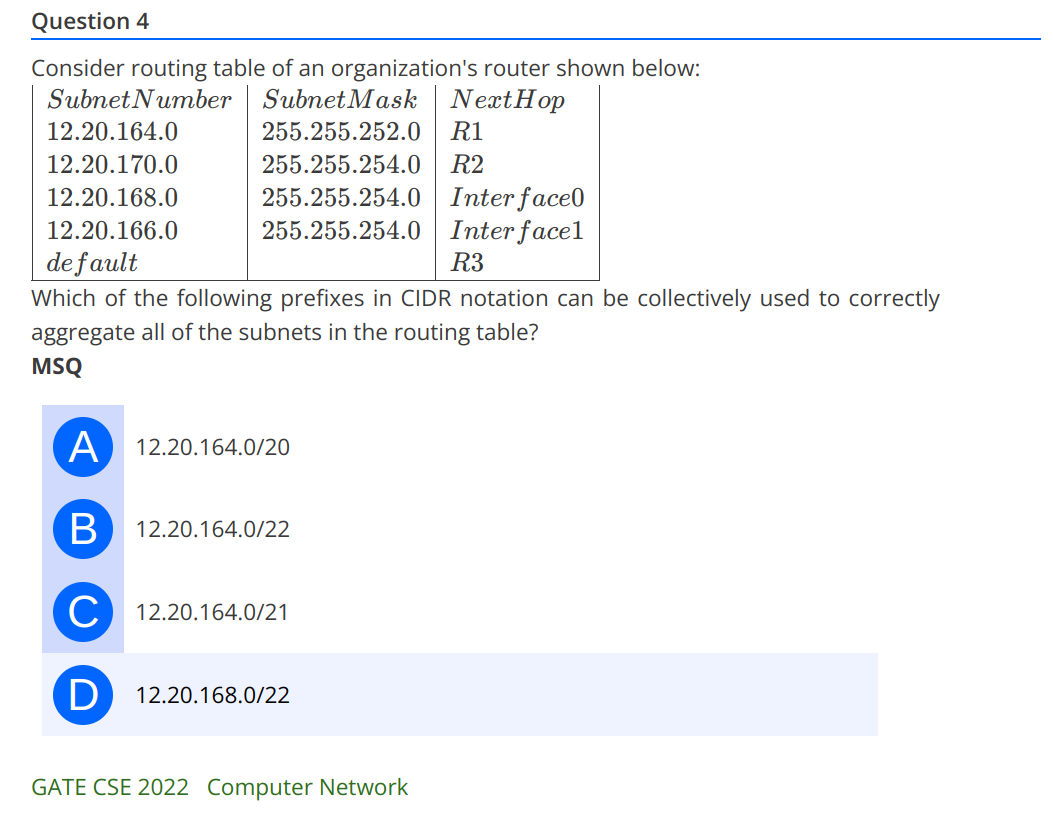 Question 4
Consider routing table of an organization's router shown below:
SubnetNumber SubnetMask NextHop
12.20.164.0 255.255.252.0 R1
12.20.170.0 255.255.254.0 R2
12.20.168.0 255.255.254.0 Interface0
12.20.166.0 255.255.254.0 Interface1
default R3
Which of the following prefixes in CIDR notation can be collectively used to correctly
aggregate all of the subnets in the routing table?
MSQ
A 12.20.164.0/20
B 12.20.164.0/22
C 12.20.164.0/21
D 12.20.168.0/22
GATE CSE 2022 Computer Network